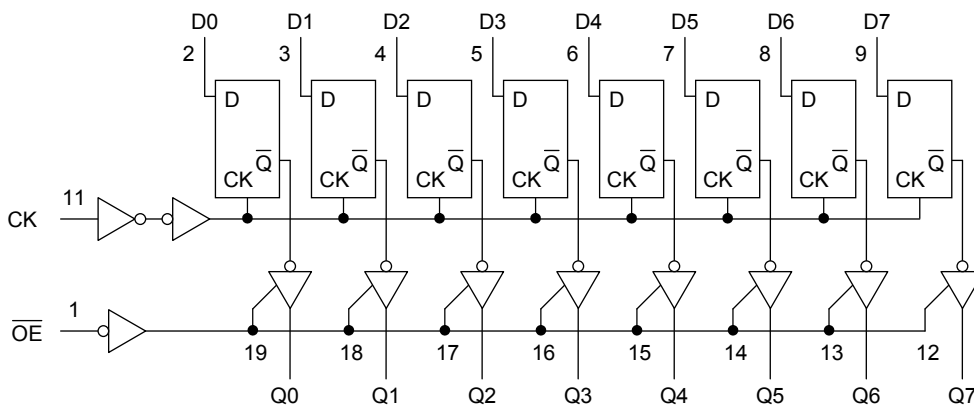 D0 D1 D2 D3 D4 D5 D6 D7
2 3 4 5 6 7 8 9
D D D D D D D D
Q̅ Q̅ Q̅ Q̅ Q̅ Q̅ Q̅ Q̅
CK CK CK CK CK CK CK CK
11
CK
1
O̅E̅
19 18 17 16 15 14 13 12
Q0 Q1 Q2 Q3 Q4 Q5 Q6 Q7